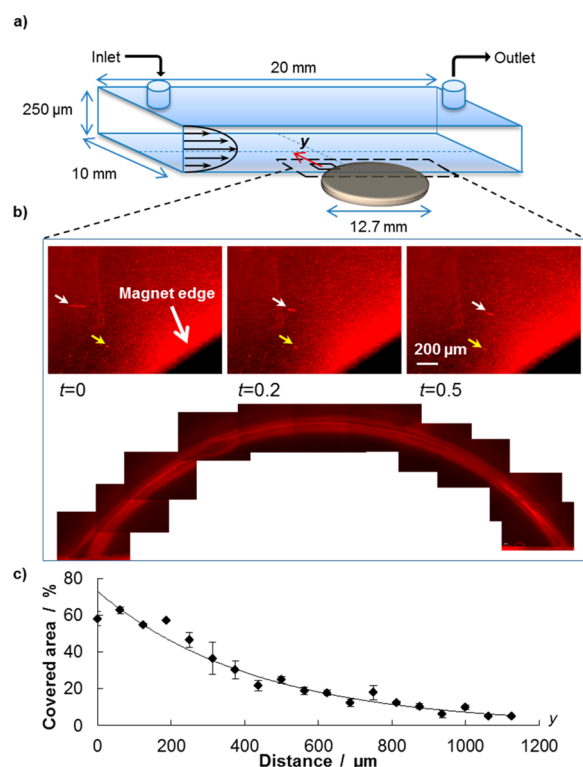 a)
Inlet
Outlet
20 mm
250 µm
10 mm
y
12.7 mm
b)
Magnet edge
200 µm
t=0
t=0.2
t=0.5
c)
Covered area / %
80
60
40
20
0
0
200
400
600
800
1000
1200
y
Distance / µm